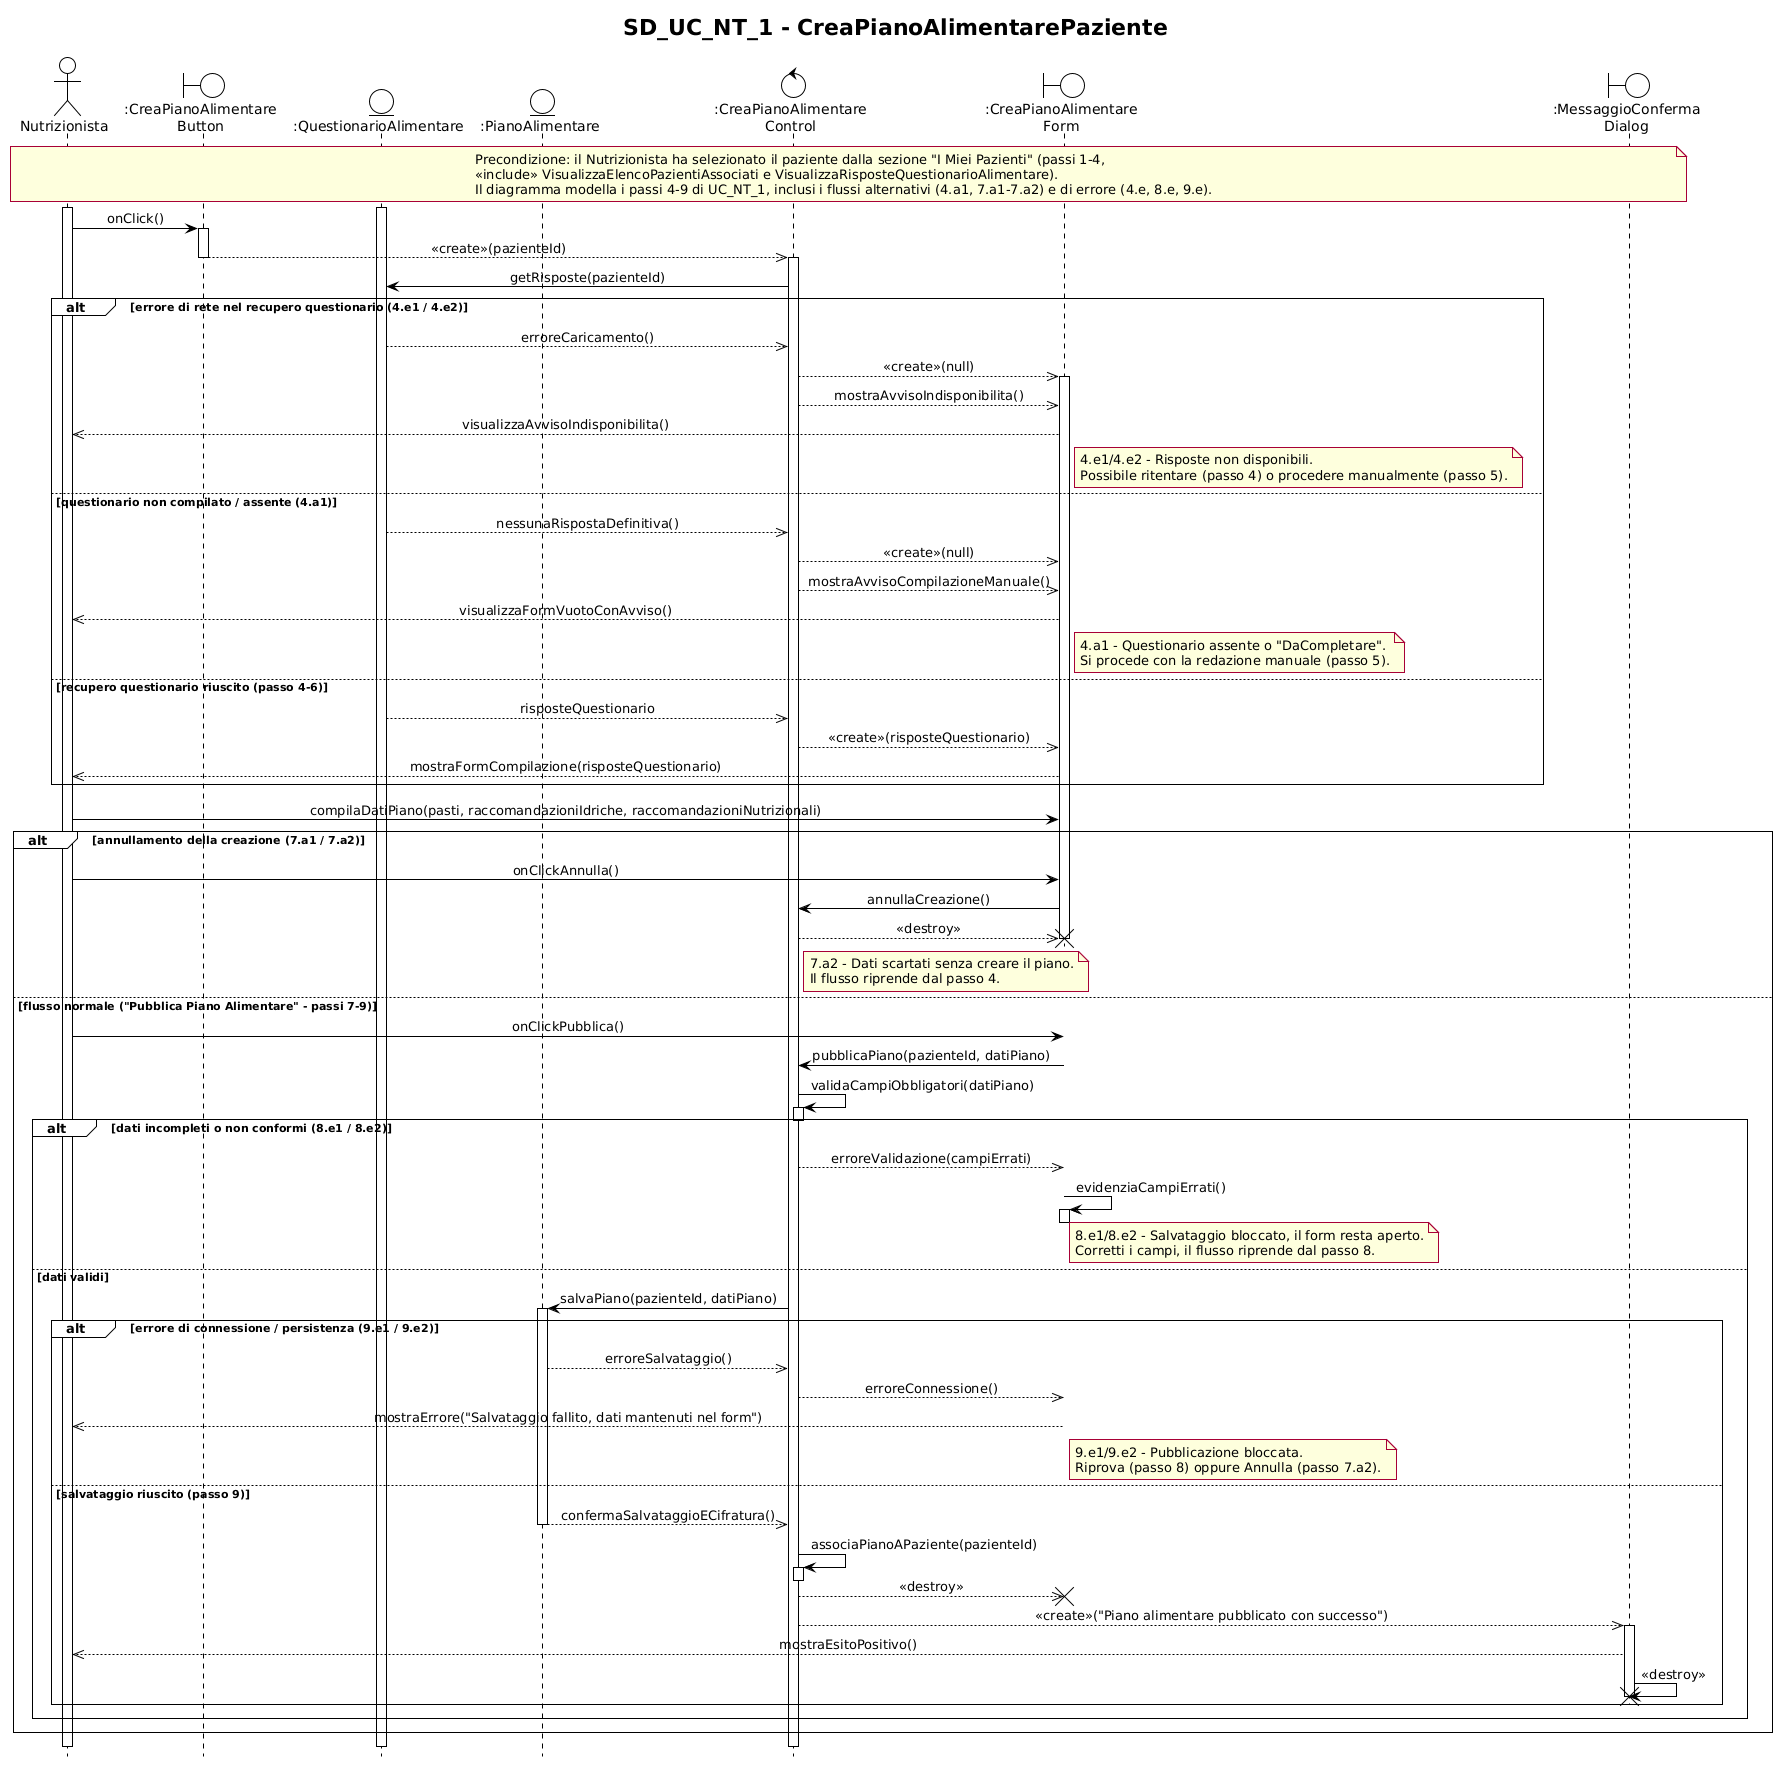 SD_UC_NT_1 - CreaPianoAlimentarePaziente
Nutrizionista
:CreaPianoAlimentare
Button
:QuestionarioAlimentare
:PianoAlimentare
:CreaPianoAlimentare
Control
:CreaPianoAlimentare
Form
:MessaggioConferma
Dialog
Precondizione: il Nutrizionista ha selezionato il paziente dalla sezione "I Miei Pazienti" (passi 1-4,
«include» VisualizzaElencoPazientiAssociati e VisualizzaRisposteQuestionarioAlimentare).
Il diagramma modella i passi 4-9 di UC_NT_1, inclusi i flussi alternativi (4.a1, 7.a1-7.a2) e di errore (4.e, 8.e, 9.e).
onClick()
«create»(pazienteId)
getRisposte(pazienteId)
alt [errore di rete nel recupero questionario (4.e1 / 4.e2)]
erroreCaricamento()
«create»(null)
mostraAvvisoIndisponibilita()
visualizzaAvvisoIndisponibilita()
4.e1/4.e2 - Risposte non disponibili.
Possibile ritentare (passo 4) o procedere manualmente (passo 5).
[questionario non compilato / assente (4.a1)]
nessunaRispostaDefinitiva()
«create»(null)
mostraAvvisoCompilazioneManuale()
visualizzaFormVuotoConAvviso()
4.a1 - Questionario assente o "DaCompletare".
Si procede con la redazione manuale (passo 5).
[recupero questionario riuscito (passo 4-6)]
risposteQuestionario
«create»(risposteQuestionario)
mostraFormCompilazione(risposteQuestionario)
compilaDatiPiano(pasti, raccomandazioniIdriche, raccomandazioniNutrizionali)
alt [annullamento della creazione (7.a1 / 7.a2)]
onClickAnnulla()
annullaCreazione()
«destroy»
7.a2 - Dati scartati senza creare il piano.
Il flusso riprende dal passo 4.
[flusso normale ("Pubblica Piano Alimentare" - passi 7-9)]
onClickPubblica()
pubblicaPiano(pazienteId, datiPiano)
validaCampiObbligatori(datiPiano)
alt [dati incompleti o non conformi (8.e1 / 8.e2)]
erroreValidazione(campiErrati)
evidenziaCampiErrati()
8.e1/8.e2 - Salvataggio bloccato, il form resta aperto.
Corretti i campi, il flusso riprende dal passo 8.
[dati validi]
salvaPiano(pazienteId, datiPiano)
alt [errore di connessione / persistenza (9.e1 / 9.e2)]
erroreSalvataggio()
erroreConnessione()
mostraErrore("Salvataggio fallito, dati mantenuti nel form")
9.e1/9.e2 - Pubblicazione bloccata.
Riprova (passo 8) oppure Annulla (passo 7.a2).
[salvataggio riuscito (passo 9)]
confermaSalvataggioECifratura()
associaPianoAPaziente(pazienteId)
«destroy»
«create»("Piano alimentare pubblicato con successo")
mostraEsitoPositivo()
«destroy»